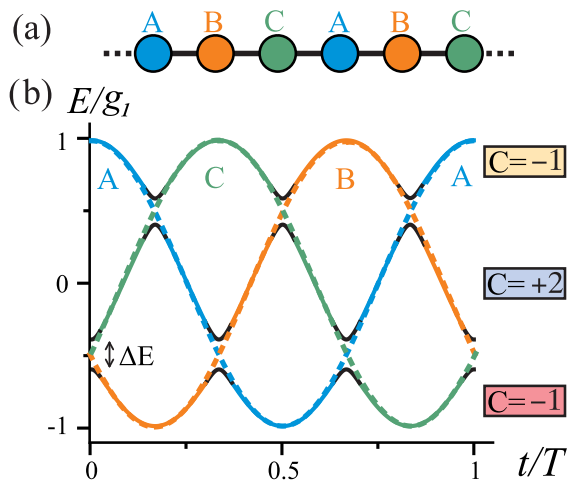 (a) A B C A B C
(b) E/g₁
1
A C B A
C=-1
0
C=+2
ΔE
-1
C=-1
0 0.5 1
t/T